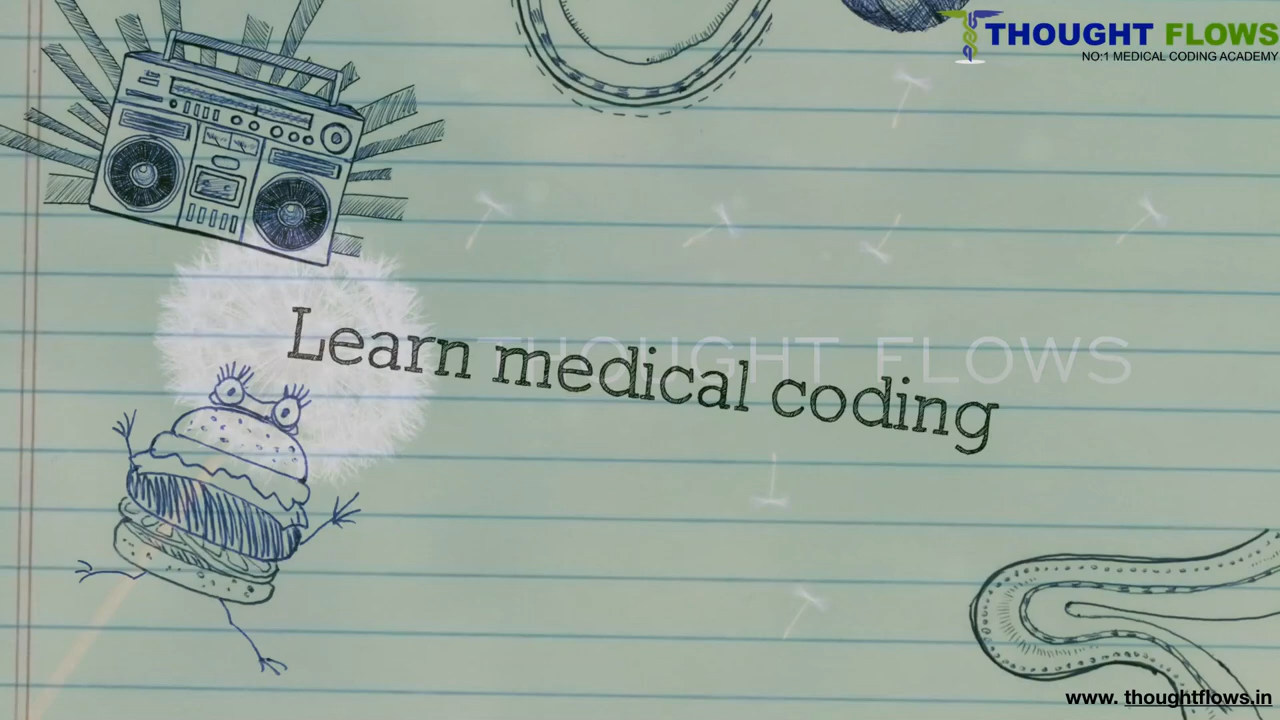 THOUGHT FLOWS
NO:1 MEDICAL CODING ACADEMY
THOUGHT FLOWS
Learn medical coding
www. thoughtflows.in